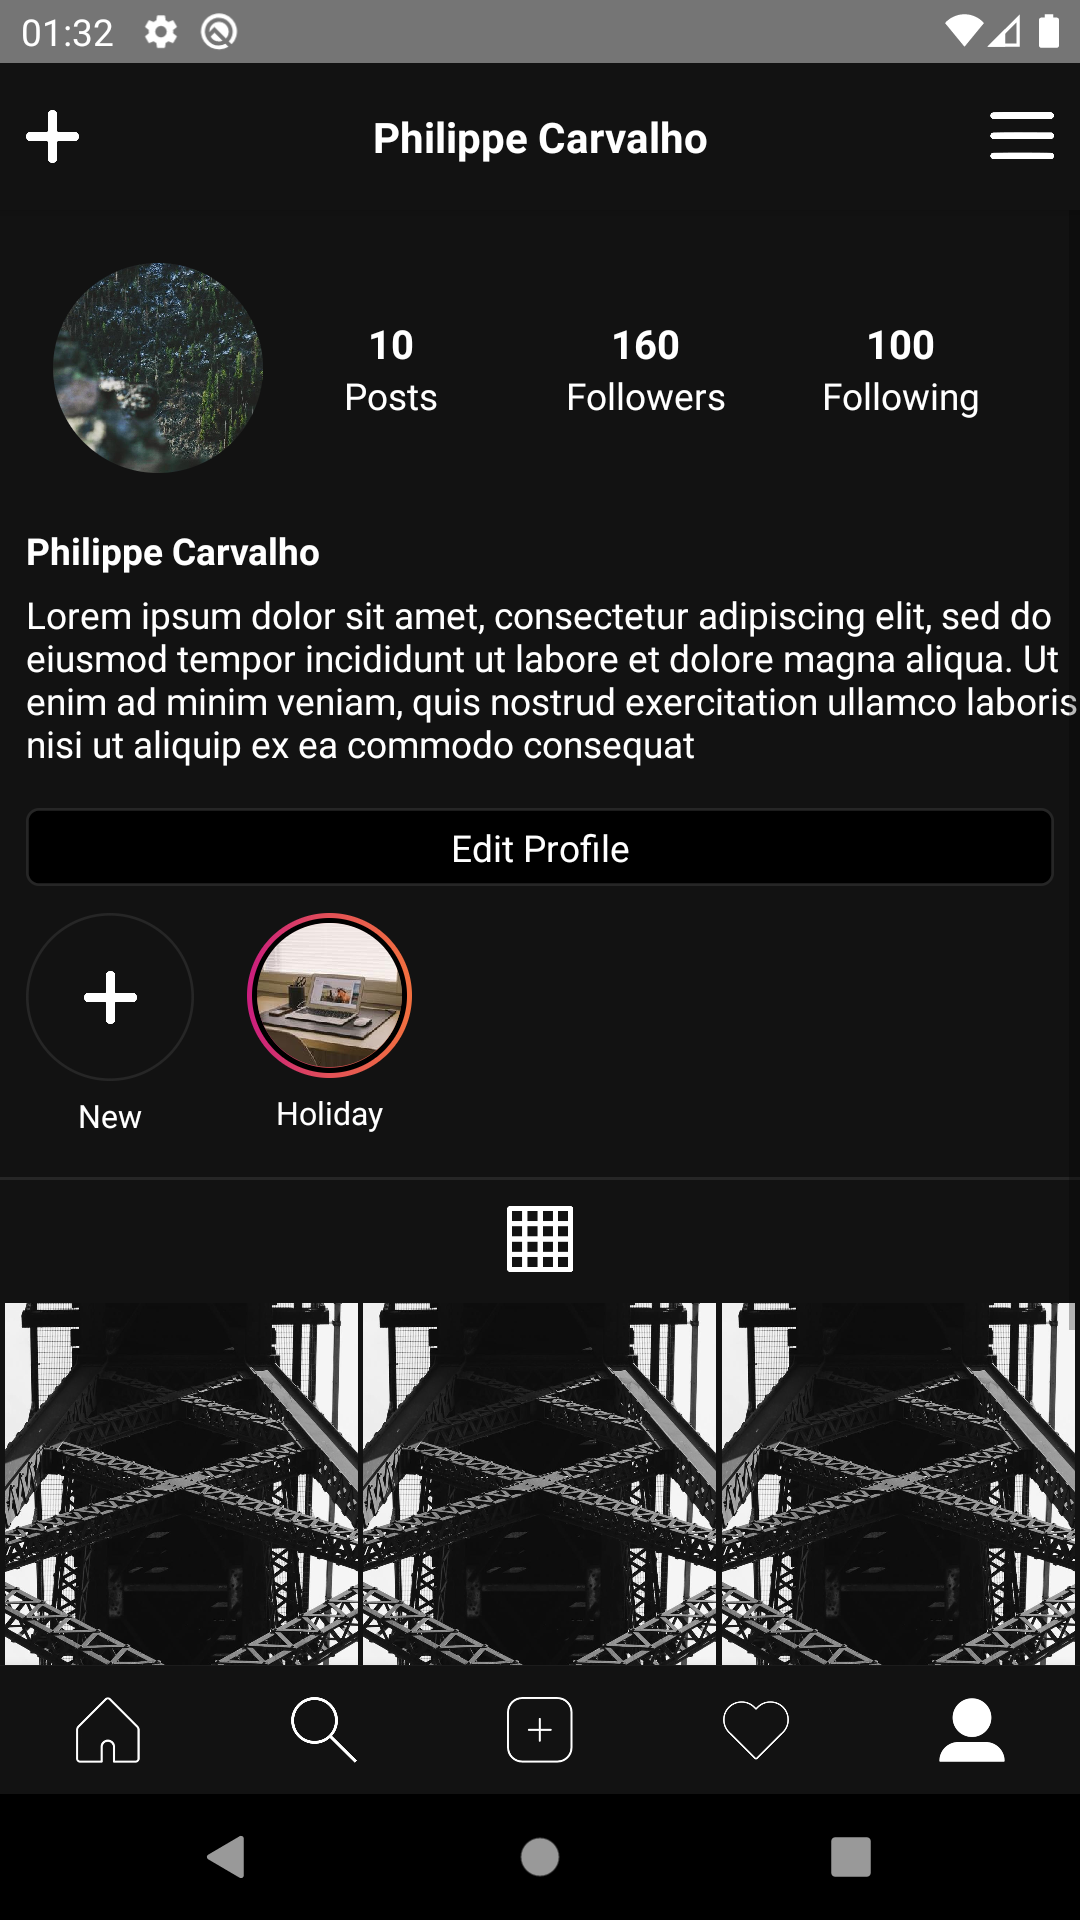 01:32
Philippe Carvalho
10
160
100
Posts
Followers
Following
Philippe Carvalho
Lorem ipsum dolor sit amet, consectetur adipiscing elit, sed do
eiusmod tempor incididunt ut labore et dolore magna aliqua. Ut
enim ad minim veniam, quis nostrud exercitation ullamco laboris
nisi ut aliquip ex ea commodo consequat
Edit Profile
New
Holiday